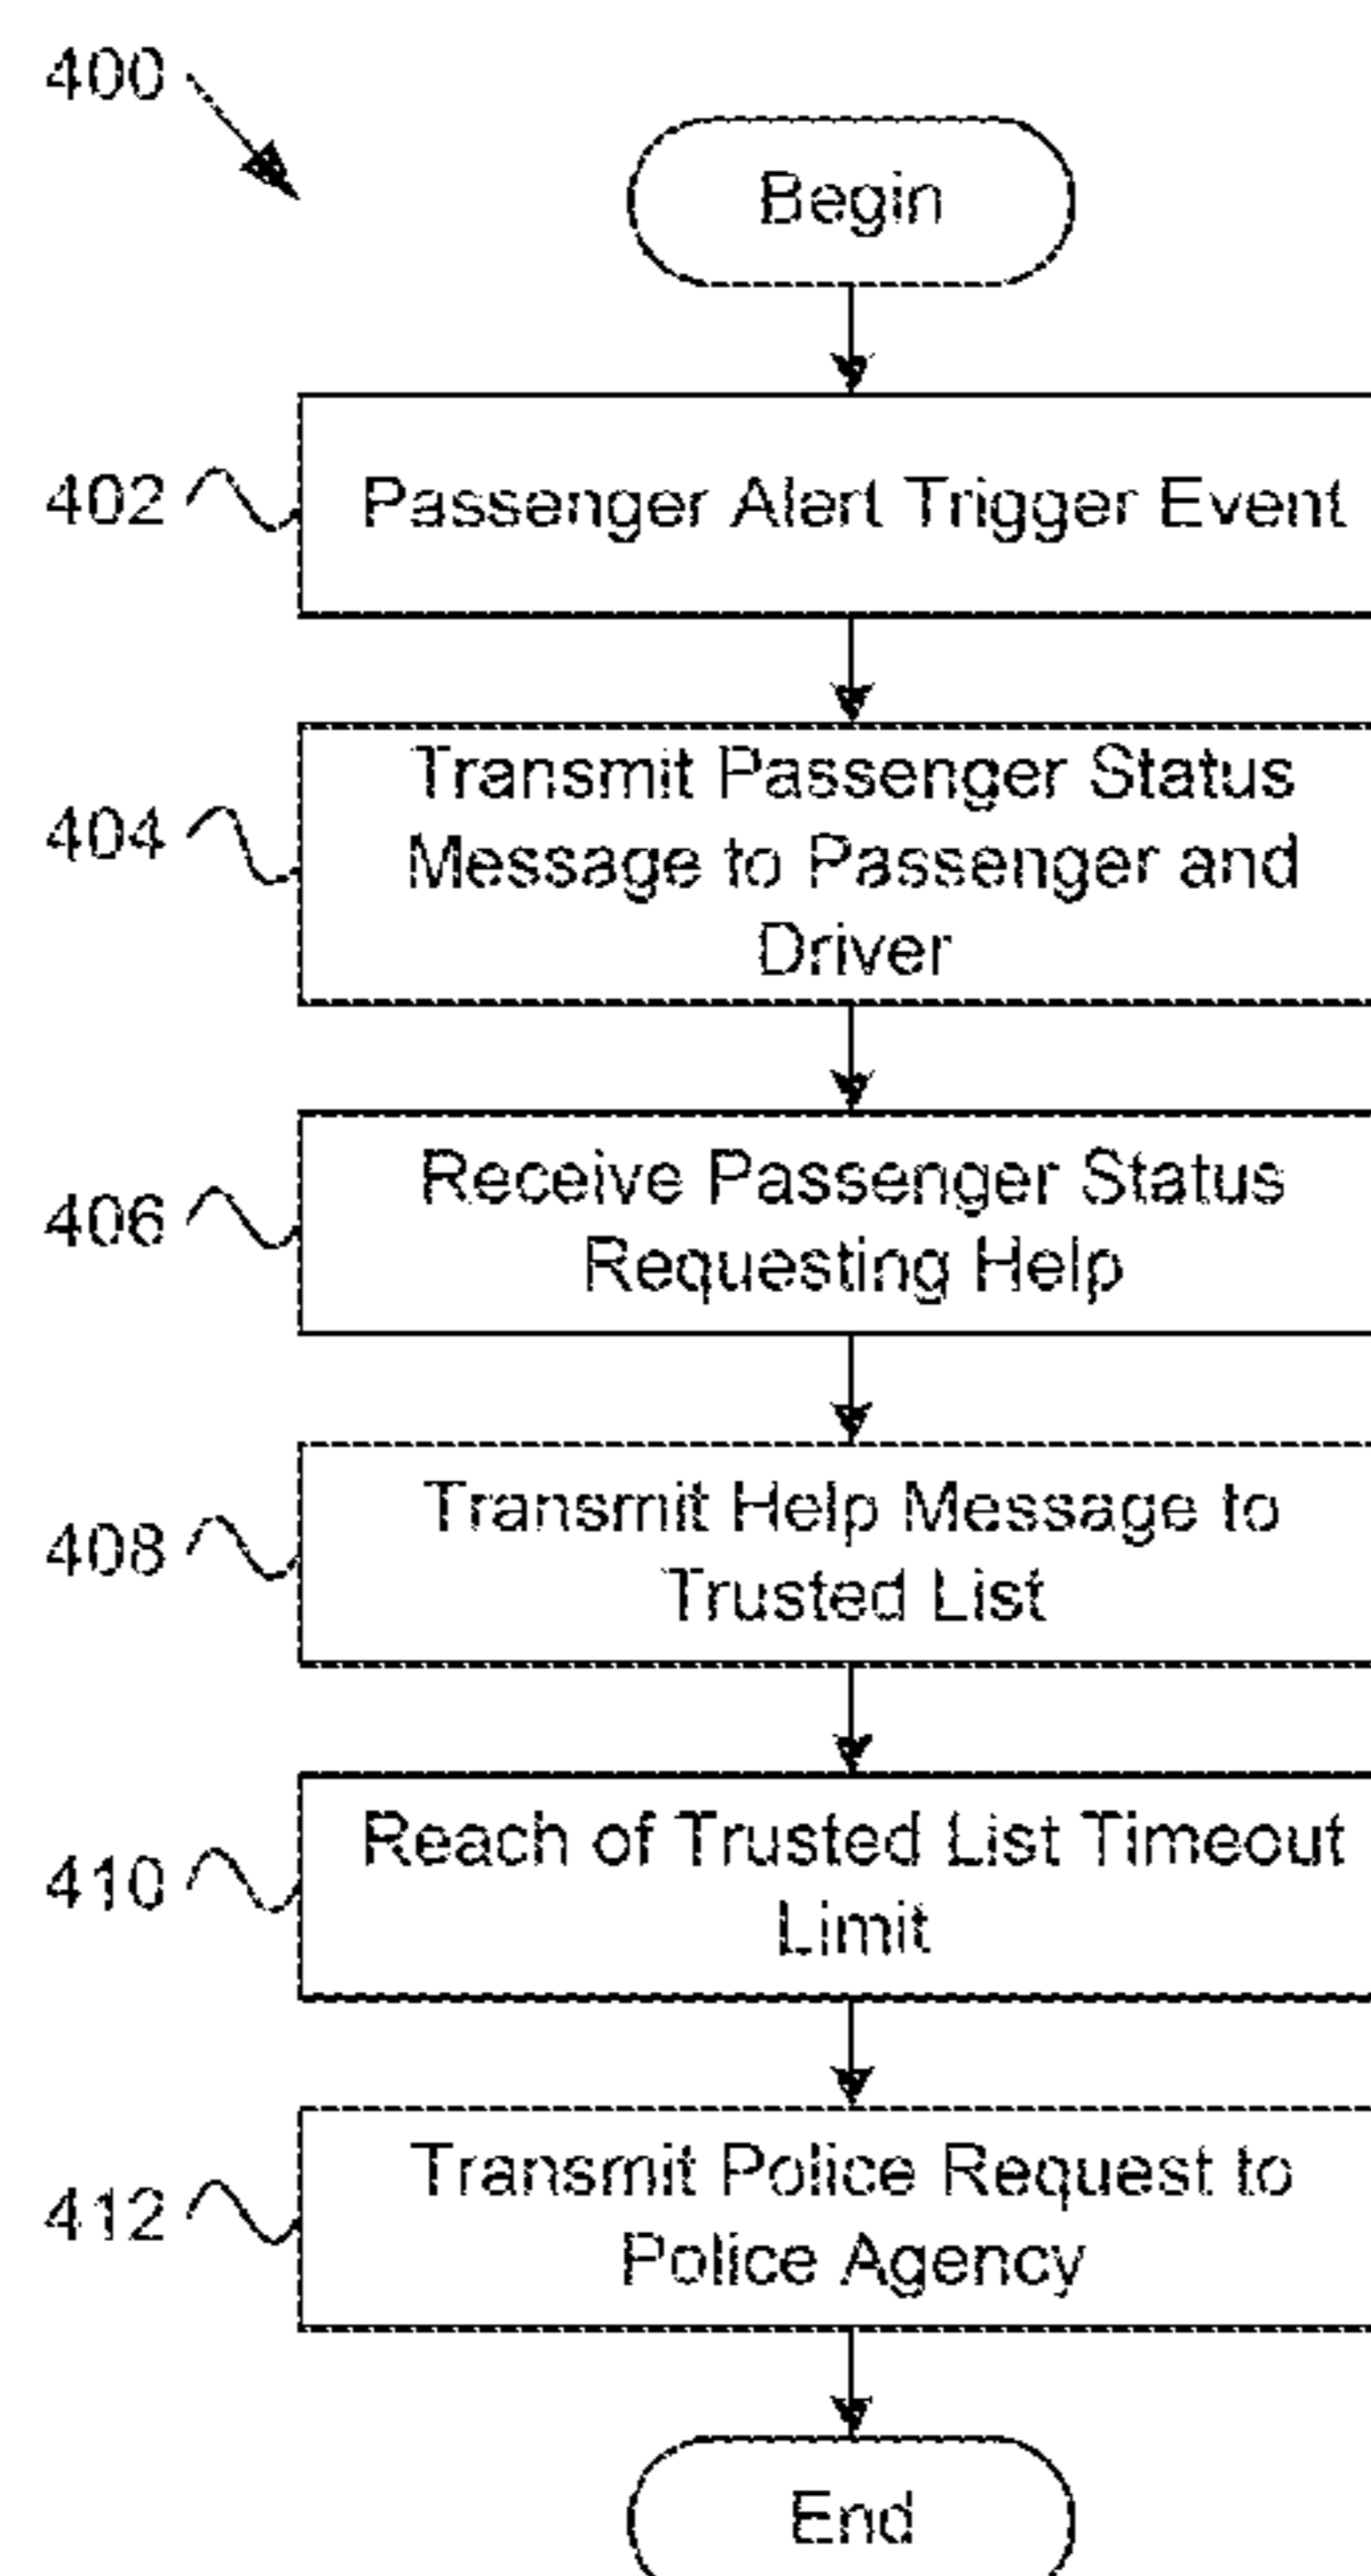 400
Begin
402
Passenger Alert Trigger Event
404
Transmit Passenger Status
Message to Passenger and
Driver
406
Receive Passenger Status
Requesting Help
408
Transmit Help Message to
Trusted List
410
Reach of Trusted List Timeout
Limit
412
Transmit Police Request to
Police Agency
End